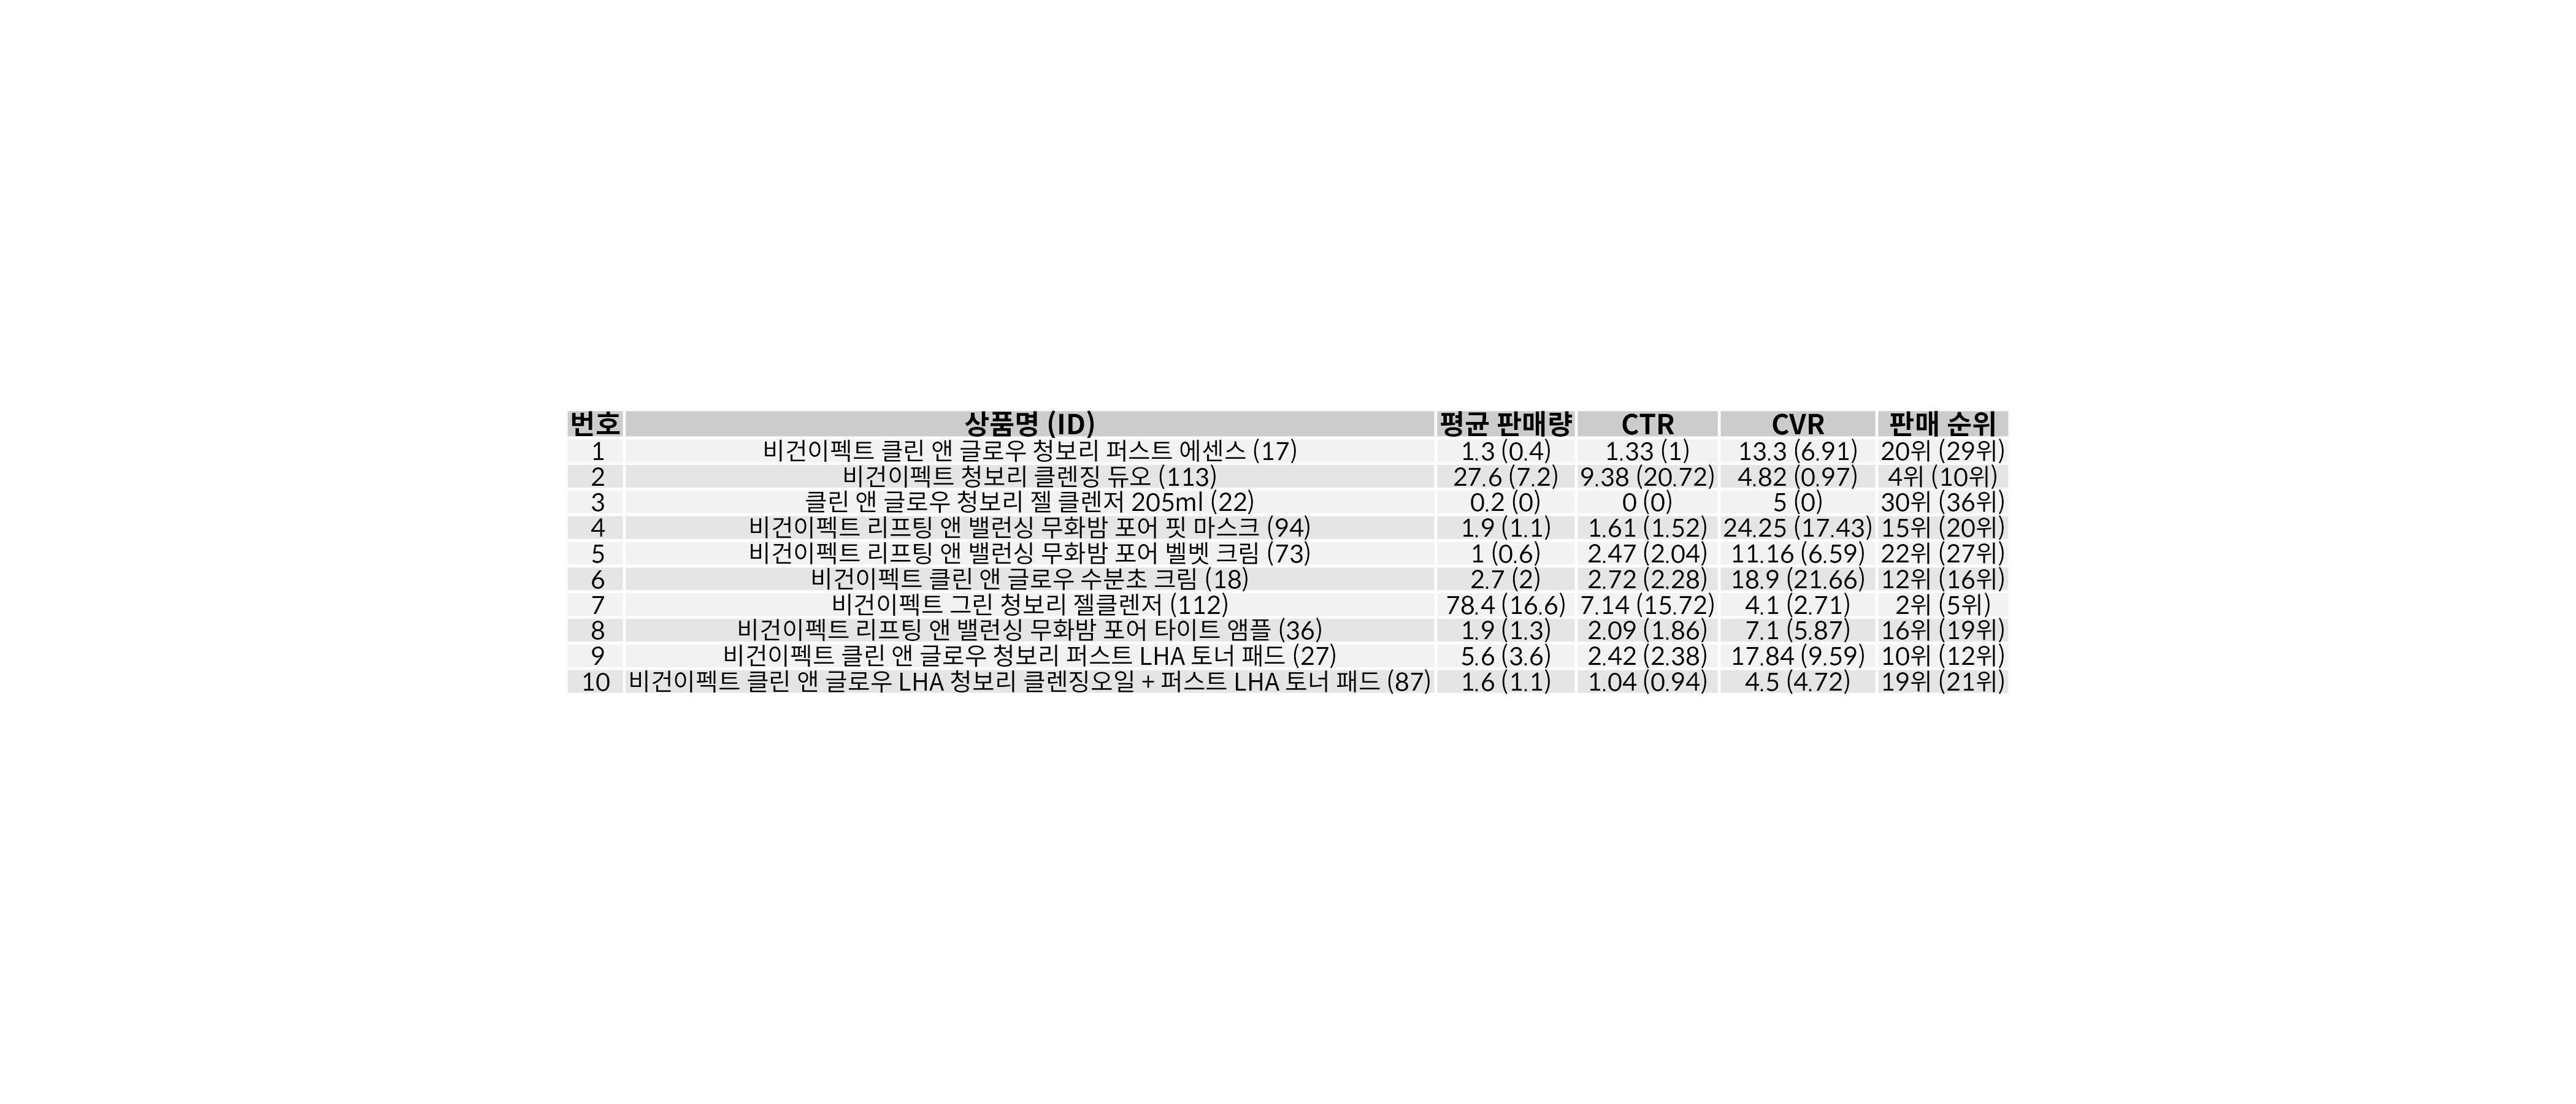 번호 상품명 (ID) 평균 판매량 CTR CVR 판매 순위
1 비건이펙트 클린 앤 글로우 청보리 퍼스트 에센스 (17) 1.3 (0.4) 1.33 (1) 13.3 (6.91) 20위 (29위)
2 비건이펙트 청보리 클렌징 듀오 (113) 27.6 (7.2) 9.38 (20.72) 4.82 (0.97) 4위 (10위)
3 클린 앤 글로우 청보리 젤 클렌저 205ml (22) 0.2 (0) 0 (0) 5 (0) 30위 (36위)
4 비건이펙트 리프팅 앤 밸런싱 무화밤 포어 핏 마스크 (94) 1.9 (1.1) 1.61 (1.52) 24.25 (17.43) 15위 (20위)
5 비건이펙트 리프팅 앤 밸런싱 무화밤 포어 벨벳 크림 (73) 1 (0.6) 2.47 (2.04) 11.16 (6.59) 22위 (27위)
6 비건이펙트 클린 앤 글로우 수분초 크림 (18) 2.7 (2) 2.72 (2.28) 18.9 (21.66) 12위 (16위)
7 비건이펙트 그린 청보리 젤클렌저 (112) 78.4 (16.6) 7.14 (15.72) 4.1 (2.71) 2위 (5위)
8 비건이펙트 리프팅 앤 밸런싱 무화밤 포어 타이트 앰플 (36) 1.9 (1.3) 2.09 (1.86) 7.1 (5.87) 16위 (19위)
9 비건이펙트 클린 앤 글로우 청보리 퍼스트 LHA 토너 패드 (27) 5.6 (3.6) 2.42 (2.38) 17.84 (9.59) 10위 (12위)
10 비건이펙트 클린 앤 글로우 LHA 청보리 클렌징오일 + 퍼스트 LHA 토너 패드 (87) 1.6 (1.1) 1.04 (0.94) 4.5 (4.72) 19위 (21위)